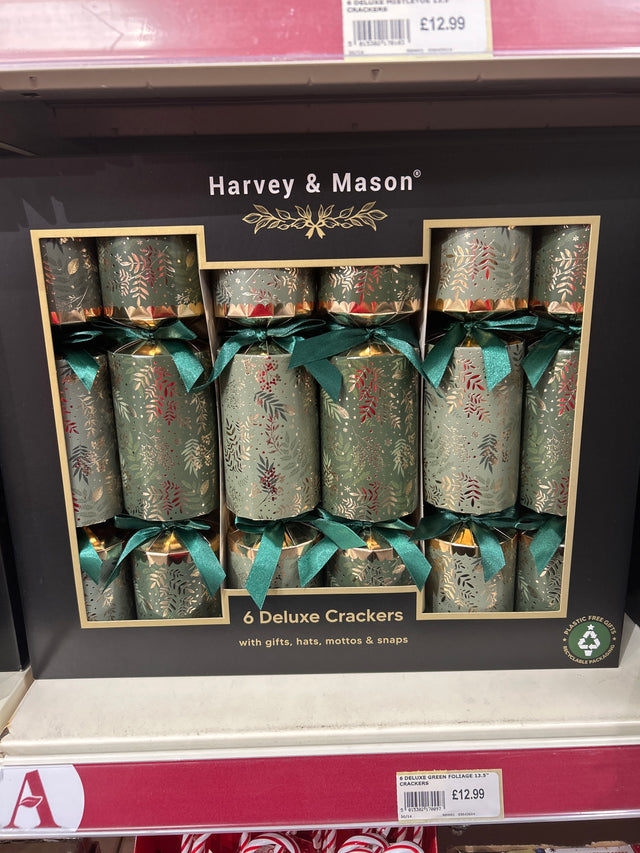 6 DELUXE MISTLETOE 13.5"
CRACKERS
£12.99
Harvey & Mason®
6 Deluxe Crackers
with gifts, hats, mottos & snaps
PLASTIC FREE GIFTS
RECYCLABLE PACKAGING
A
6 DELUXE GREEN FOLIAGE 13.5"
CRACKERS
£12.99